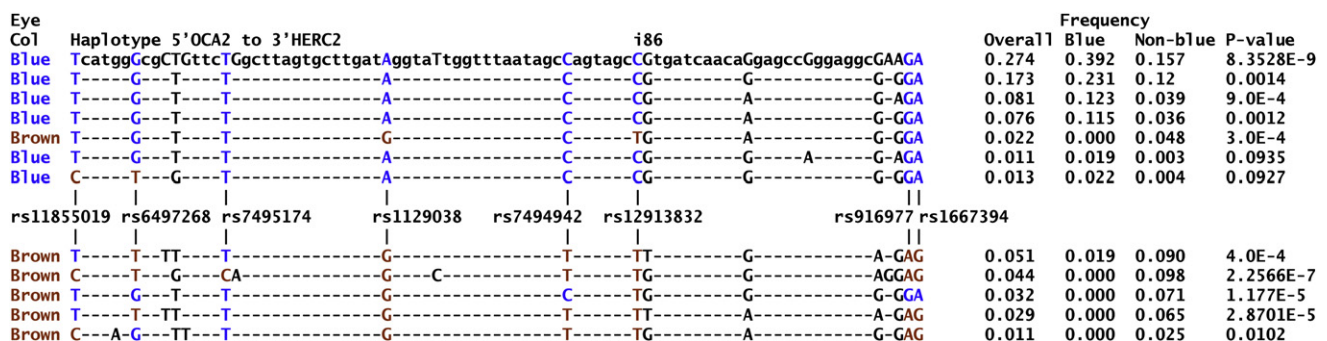 Eye Frequency
Col Haplotype 5'OCA2 to 3'HERC2 i86 Overall Blue Non-blue P-value
Blue TcatggGcgCTGttcTGgcttagtgcttgatAggtaTtggtttaatagcCagtagcCGtgatcaacaGgagccGggaggcGAAGA 0.274 0.392 0.157 8.3528E-9
Blue T-----G---T----T---------------A-----------------C------CG---------A------------G-AGA 0.173 0.231 0.12 0.0014
Blue T-----G---T----T---------------A-----------------C------CG---------A------------G-GGA 0.081 0.123 0.039 9.0E-4
Blue T-----G---T----T---------------A-----------------C------CG---------A------------G-GGA 0.076 0.115 0.036 0.0012
Brown T-----G---T----T---------------G-----------------C------TG---------A------------G-GGA 0.022 0.000 0.048 3.0E-4
Blue T-----G---T----T---------------A-----------------C------CG---------G-----A------G-AGA 0.011 0.019 0.003 0.0935
Blue C-----T---G----T---------------A-----------------C------CG---------G------------G-GGA 0.013 0.022 0.004 0.0927
rs11855019 rs6497268 rs7495174 rs1129038 rs7494942 rs12913832 rs916977 rs1667394
Brown T-----T--TT----T---------------G-----------------T------TT---------G------------A-GAG 0.051 0.019 0.090 4.0E-4
Brown C-----T---G----CA--------------G----C------------T------TG---------G------------AGGAG 0.044 0.000 0.098 2.2566E-7
Brown T-----G---T----T---------------G-----------------C------TG---------A------------G-GGA 0.032 0.000 0.071 1.177E-5
Brown T-----T--TT----T---------------G-----------------T------TT---------A------------A-GAG 0.029 0.000 0.065 2.8701E-5
Brown C---A-G---TT---T---------------G-----------------T------TG---------A------------G-GAG 0.011 0.000 0.025 0.0102